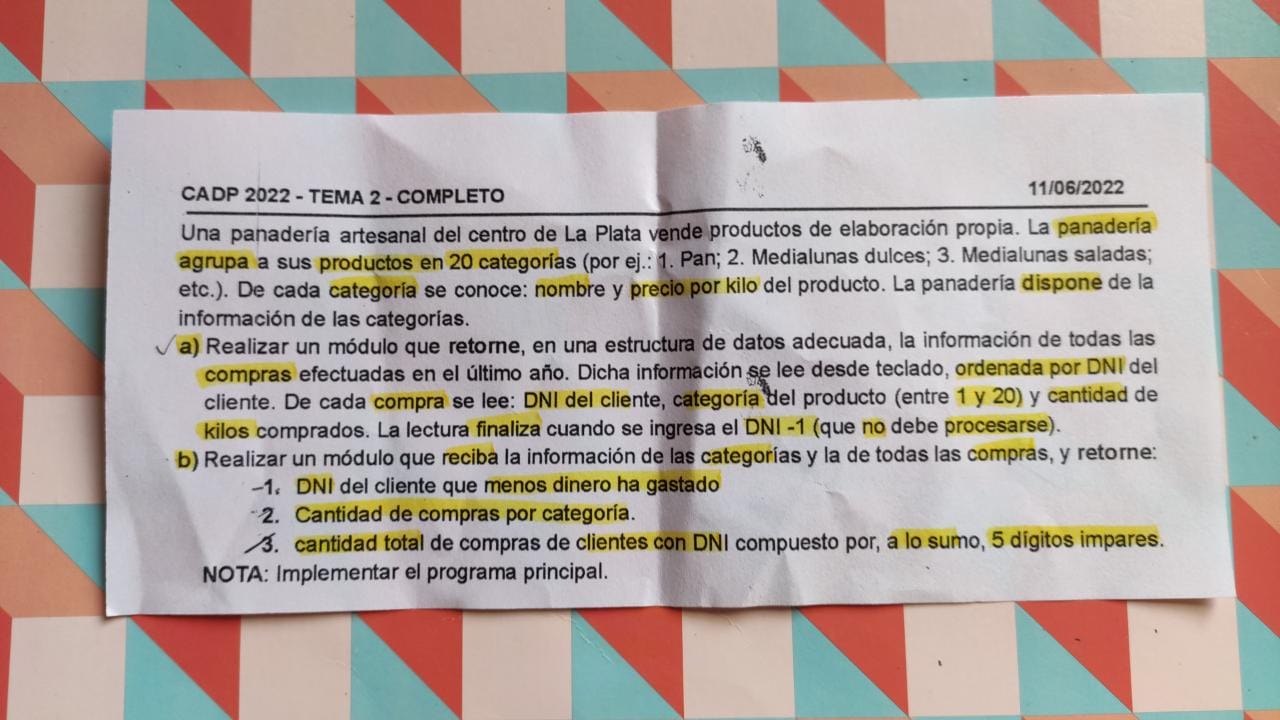 CADP 2022 - TEMA 2 - COMPLETO 11/06/2022
Una panadería artesanal del centro de La Plata vende productos de elaboración propia. La panadería
agrupa a sus productos en 20 categorías (por ej.: 1. Pan; 2. Medialunas dulces; 3. Medialunas saladas;
etc.). De cada categoría se conoce: nombre y precio por kilo del producto. La panadería dispone de la
información de las categorías.
a) Realizar un módulo que retorne, en una estructura de datos adecuada, la información de todas las
compras efectuadas en el último año. Dicha información se lee desde teclado, ordenada por DNI del
cliente. De cada compra se lee: DNI del cliente, categoría del producto (entre 1 y 20) y cantidad de
kilos comprados. La lectura finaliza cuando se ingresa el DNI -1 (que no debe procesarse).
b) Realizar un módulo que reciba la información de las categorías y la de todas las compras, y retorne:
1. DNI del cliente que menos dinero ha gastado
2. Cantidad de compras por categoría.
3. cantidad total de compras de clientes con DNI compuesto por, a lo sumo, 5 dígitos impares.
NOTA: Implementar el programa principal.